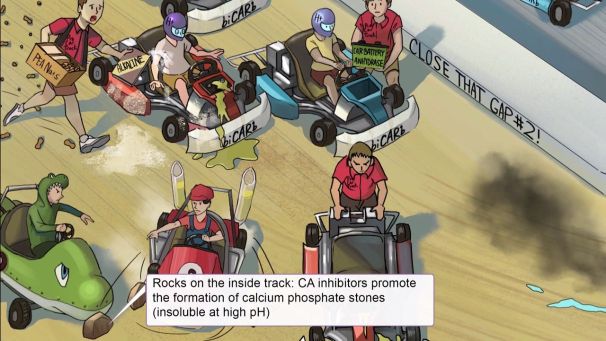 biCARb
H+
H+
ALKALINE
PEA Nuts
CAR BATTERY
ANHYDRASE
biCARb
biCARb
CLOSE THAT GAP #2!
Rocks on the inside track: CA inhibitors promote
the formation of calcium phosphate stones
(insoluble at high pH)